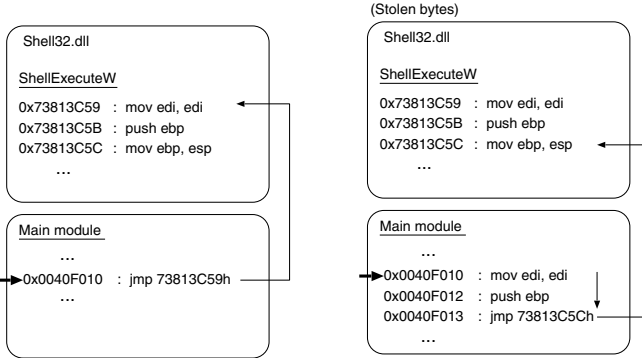 Shell32.dll
ShellExecuteW
0x73813C59 : mov edi, edi
0x73813C5B : push ebp
0x73813C5C : mov ebp, esp
...
Main module
...
0x0040F010 : jmp 73813C59h
...
(Stolen bytes)
Shell32.dll
ShellExecuteW
0x73813C59 : mov edi, edi
0x73813C5B : push ebp
0x73813C5C : mov ebp, esp
...
Main module
...
0x0040F010 : mov edi, edi
0x0040F012 : push ebp
0x0040F013 : jmp 73813C5Ch
...